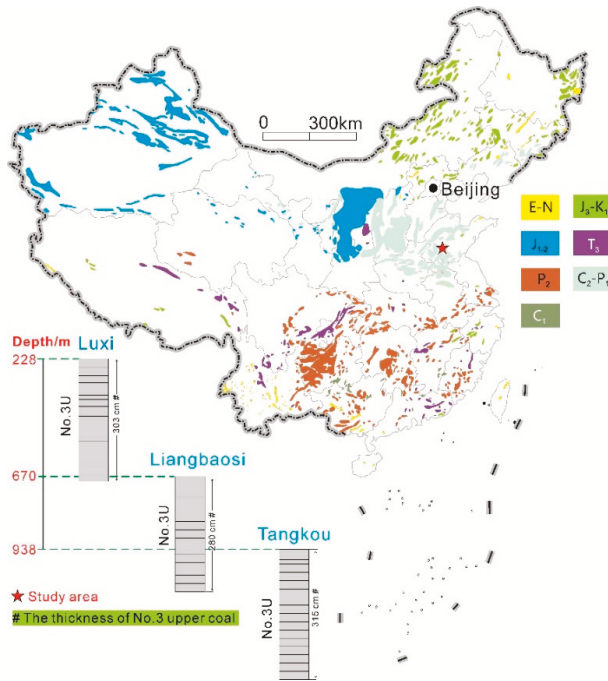 0 300km
Beijing
E-N
J₃-K₁
J₁₋₂
T₃
P₂
C₂-P₁
C₁
Depth/m
Luxi
228
No.3U
303 cm #
Liangbaosi
670
No.3U
280 cm #
Tangkou
938
No.3U
315 cm #
Study area
# The thickness of No.3 upper coal